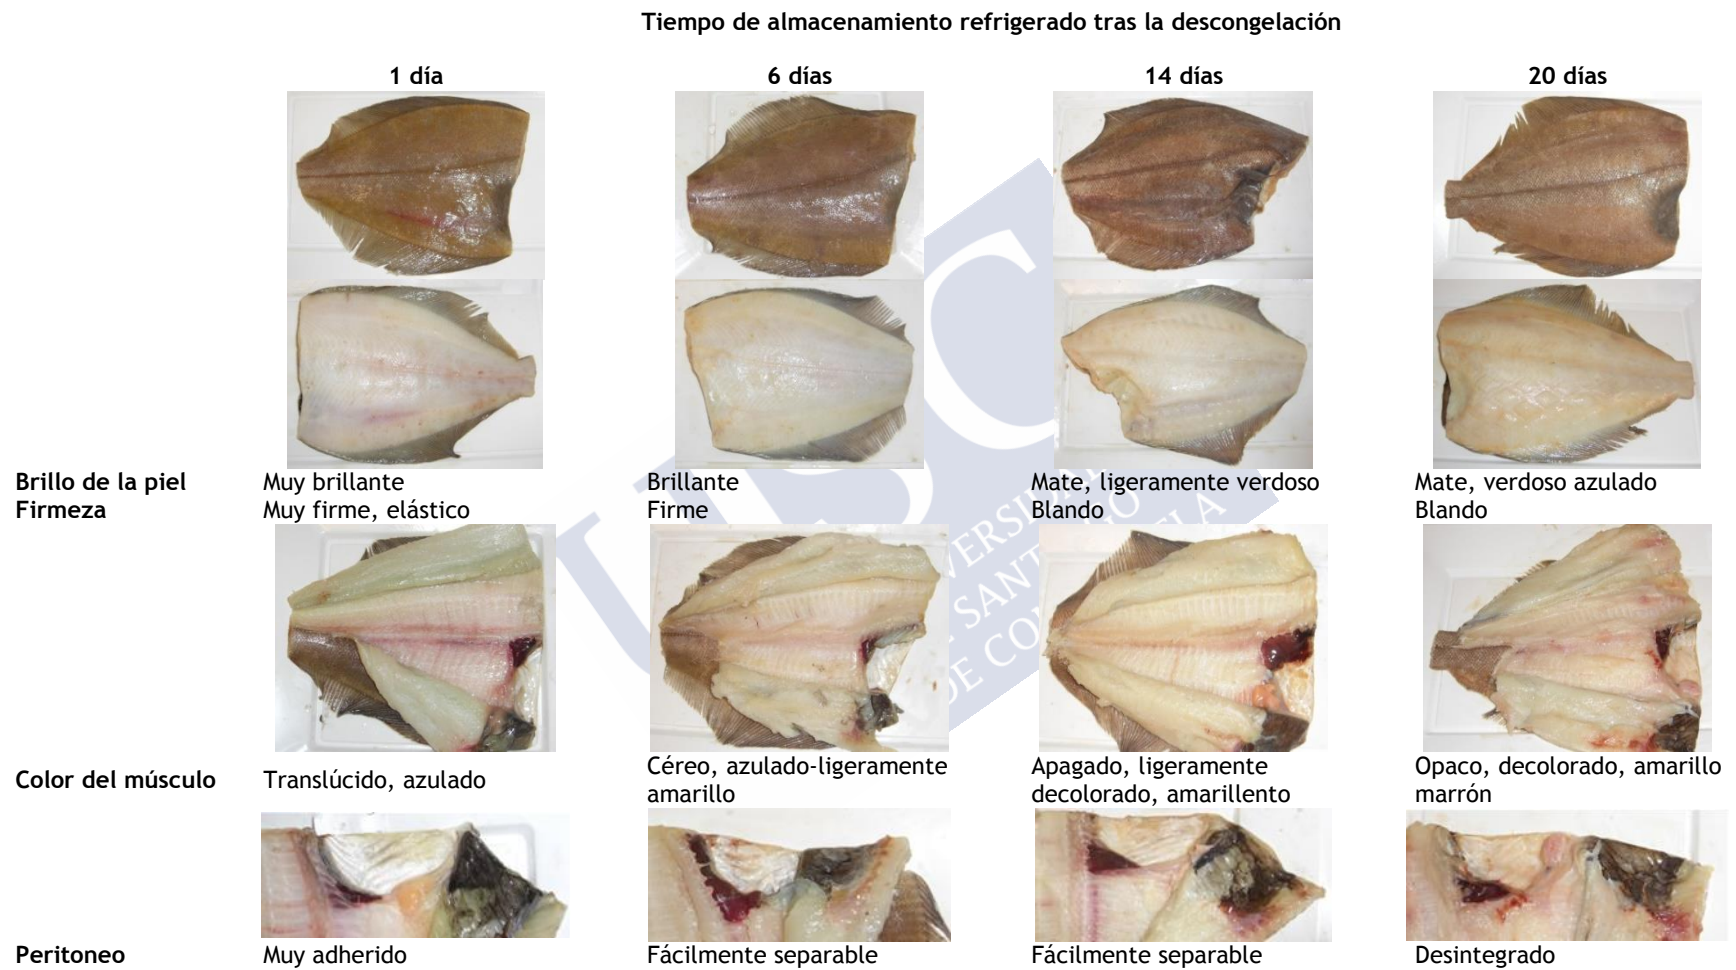 Tiempo de almacenamiento refrigerado tras la descongelación
1 día 6 días 14 días 20 días
Brillo de la piel Muy brillante Brillante Mate, ligeramente verdoso Mate, verdoso azulado
Firmeza Muy firme, elástico Firme Blando Blando
Color del músculo Translúcido, azulado Céreo, azulado-ligeramente amarillo Apagado, ligeramente decolorado, amarillento Opaco, decolorado, amarillo marrón
Peritoneo Muy adherido Fácilmente separable Fácilmente separable Desintegrado